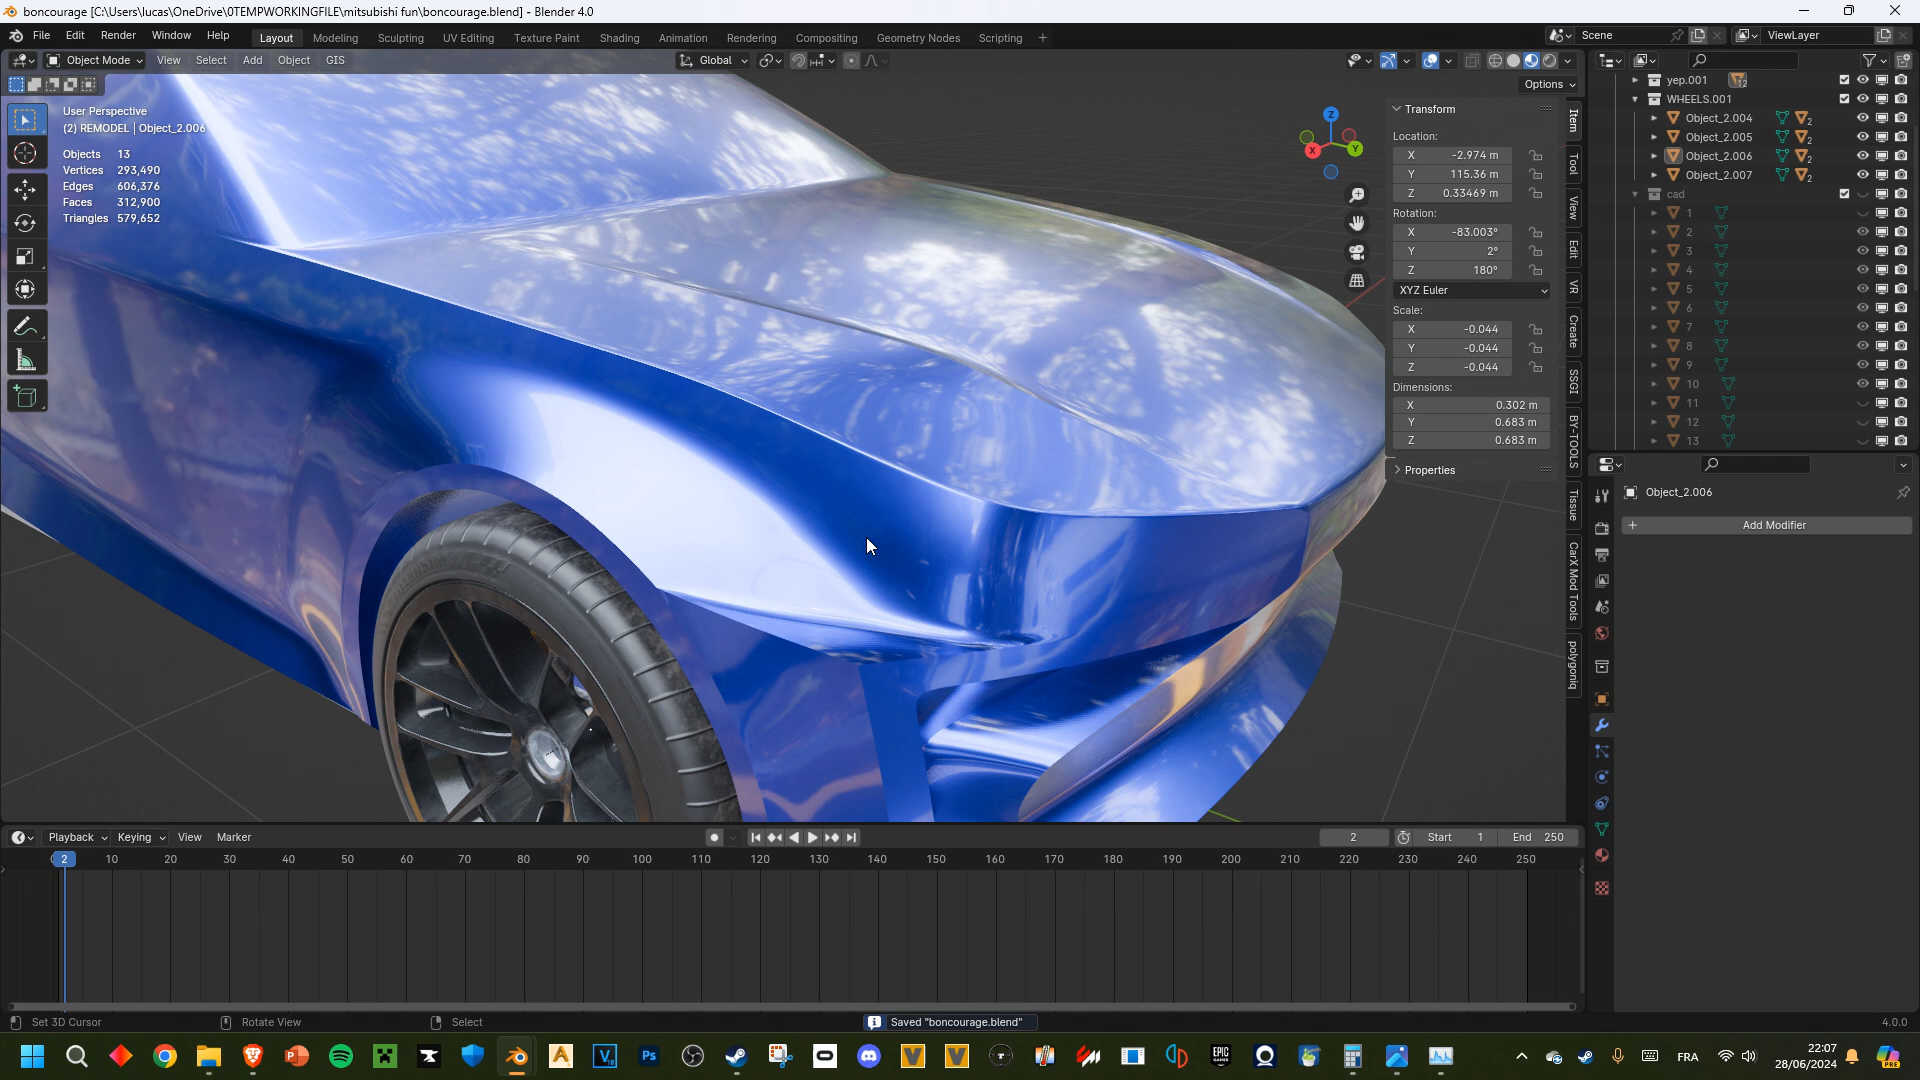 boncourage [C:\Users\lucas\OneDrive\0TEMPWORKINGFILE\mitsubishi fun\boncourage.blend] - Blender 4.0
File Edit Render Window Help Layout Modeling Sculpting UV Editing Texture Paint Shading Animation Rendering Compositing Geometry Nodes Scripting + Scene ViewLayer
Object Mode View Select Add Object GIS Global
Options
User Perspective
(2) REMODEL | Object_2.006
Objects 13
Vertices 293,490
Edges 606,376
Faces 312,900
Triangles 579,652
Transform
Location:
X -2.974 m
Y 115.36 m
Z 0.33469 m
Rotation:
X -83.003°
Y 2°
Z 180°
XYZ Euler
Scale:
X -0.044
Y -0.044
Z -0.044
Dimensions:
X 0.302 m
Y 0.683 m
Z 0.683 m
Properties
Item
Tool
View
Edit
VR
Create
SSGI
BY-TOOLS
Tissue
CarX Mod Tools
polygoniq
Z
X
Y
yep.001 12
WHEELS.001
Object_2.004 2
Object_2.005 2
Object_2.006 2
Object_2.007 2
cad
1
2
3
4
5
6
7
8
9
10
11
12
13
Object_2.006
+ Add Modifier
Playback Keying View Marker 2 Start 1 End 250
2 10 20 30 40 50 60 70 80 90 100 110 120 130 140 150 160 170 180 190 200 210 220 230 240 250
Set 3D Cursor Rotate View Select Saved "boncourage.blend" 4.0.0
FRA
22:07
28/06/2024